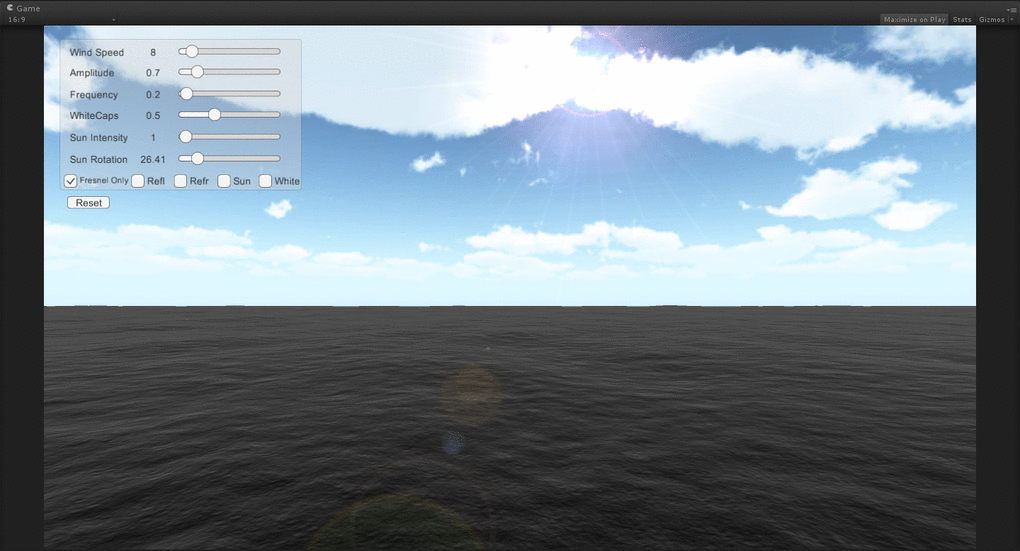 Game
16:9 Maximize on Play Stats Gizmos
Wind Speed 8
Amplitude 0.7
Frequency 0.2
WhiteCaps 0.5
Sun Intensity 1
Sun Rotation 26.41
Fresnel Only Refl Refr Sun White
Reset